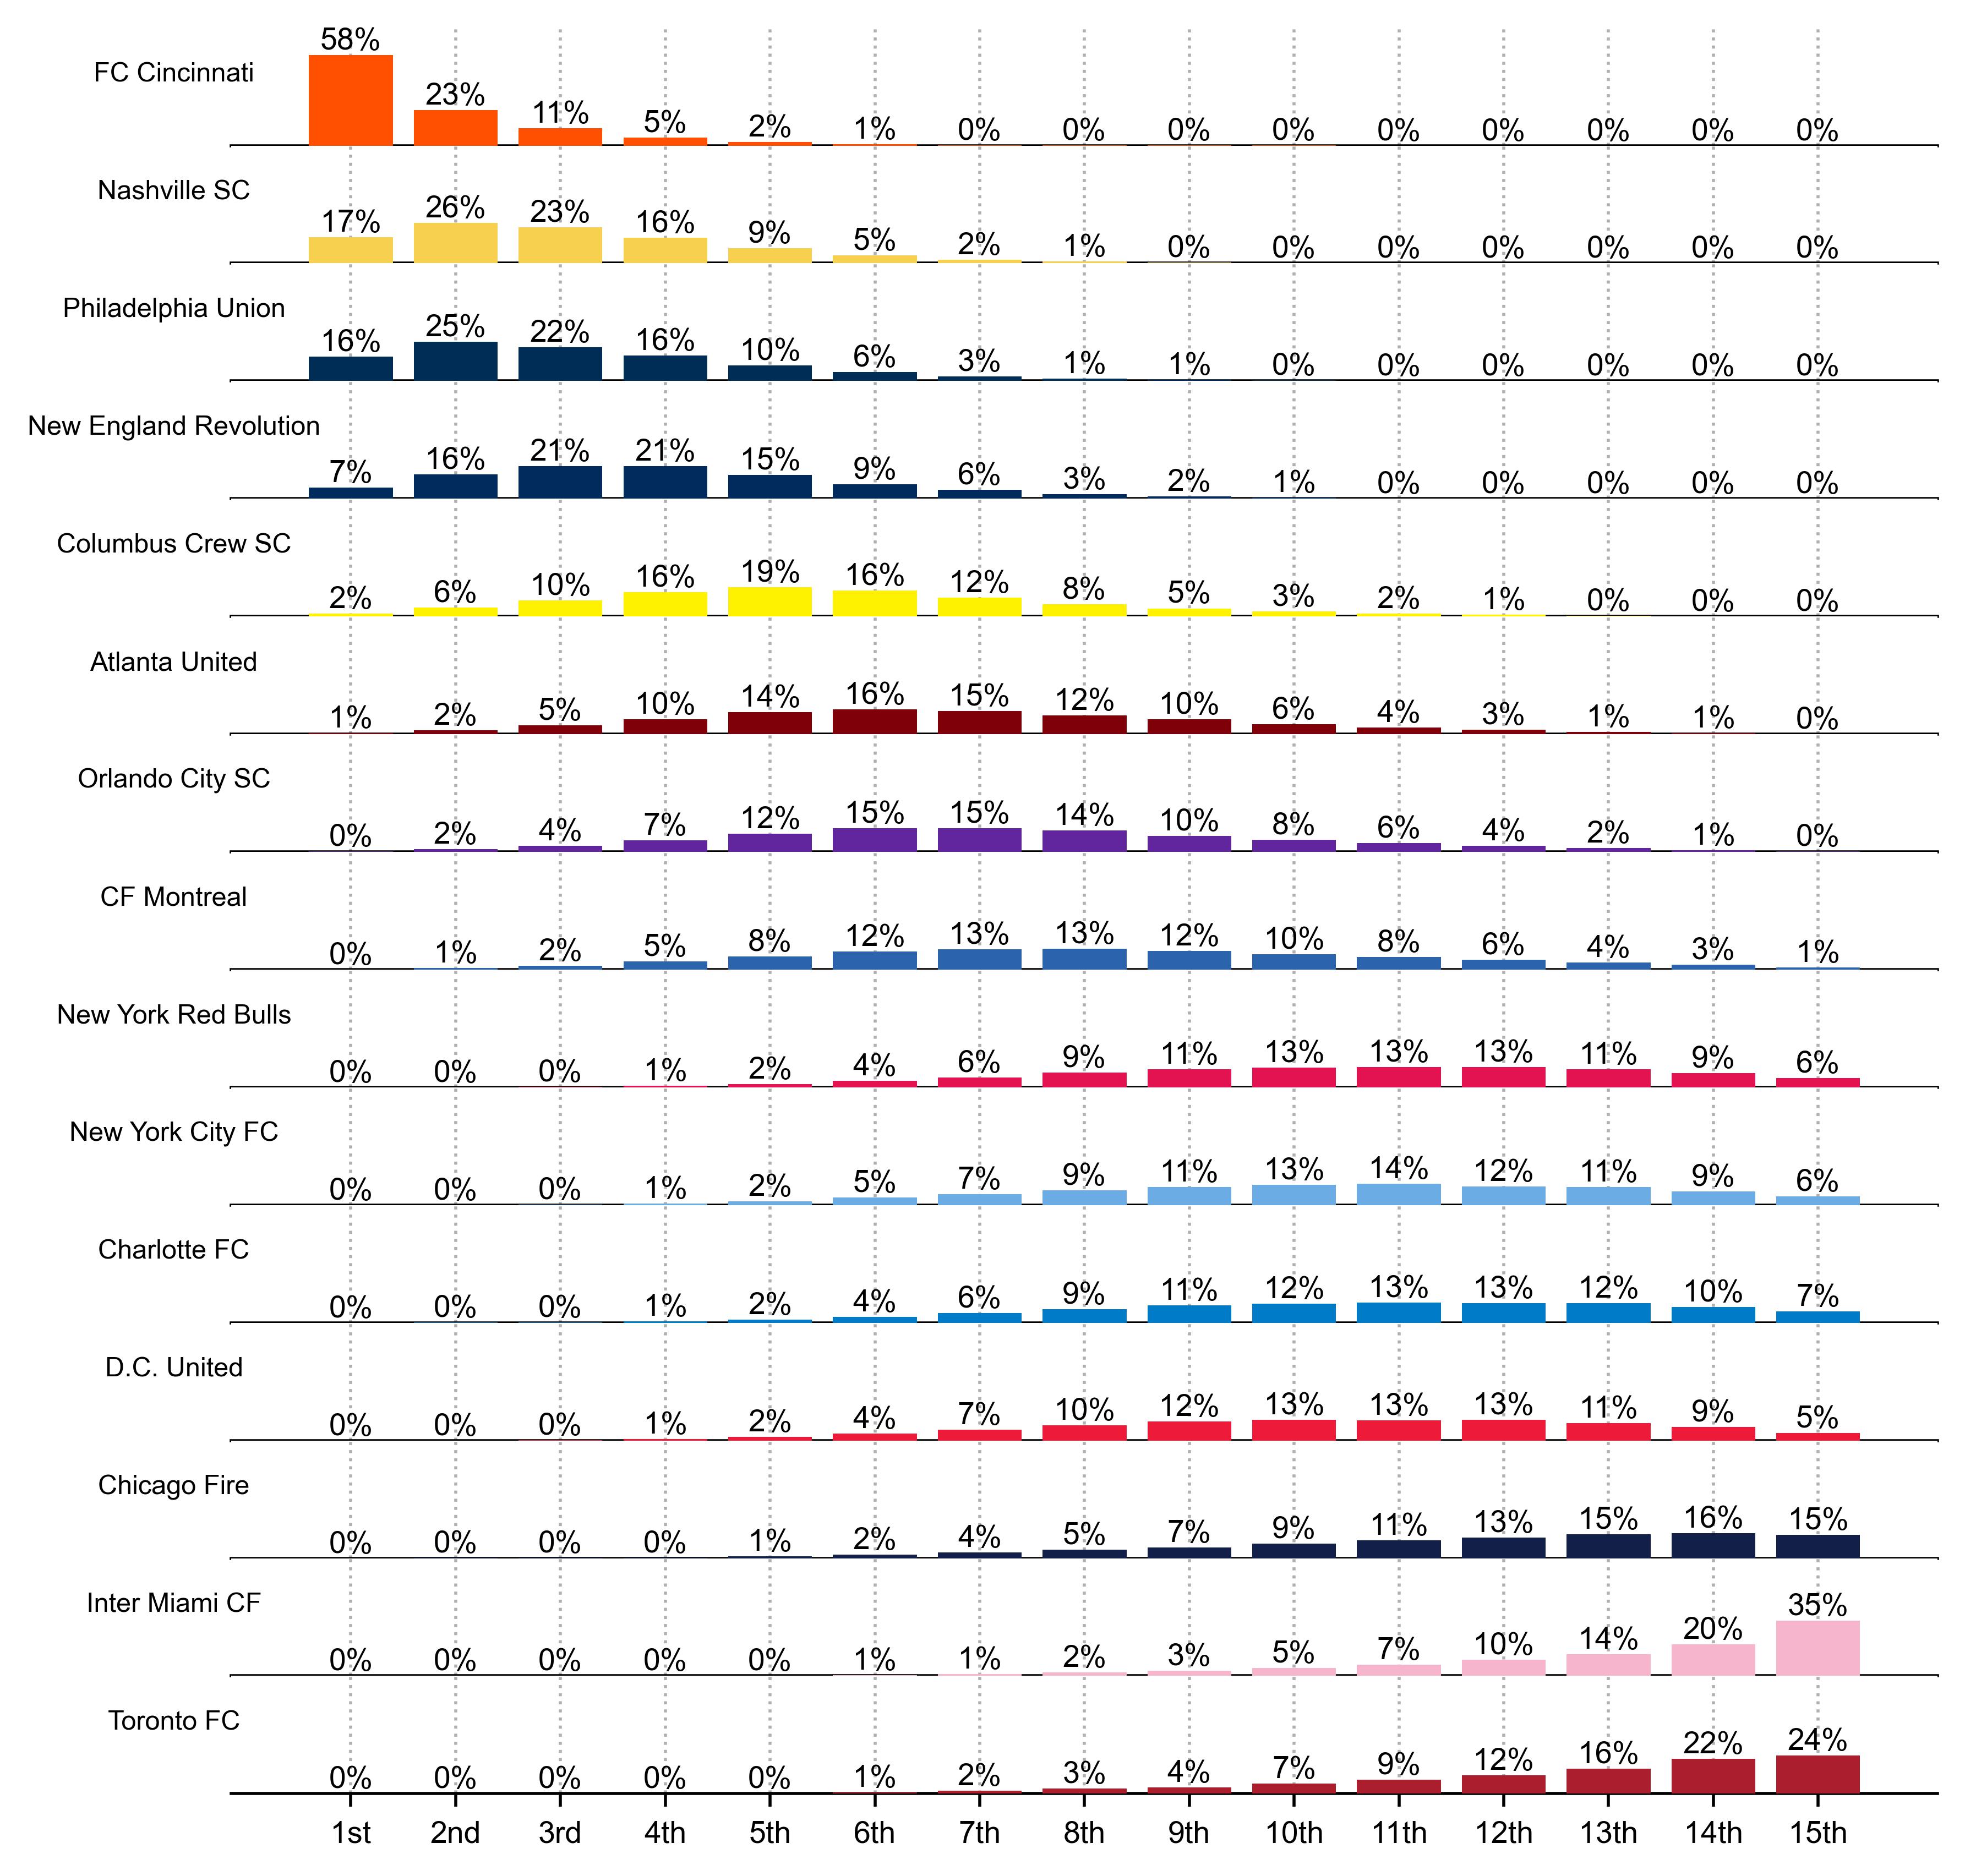 FC Cincinnati 58% 23% 11% 5% 2% 1% 0% 0% 0% 0% 0% 0% 0% 0% 0%
Nashville SC 17% 26% 23% 16% 9% 5% 2% 1% 0% 0% 0% 0% 0% 0% 0%
Philadelphia Union 16% 25% 22% 16% 10% 6% 3% 1% 1% 0% 0% 0% 0% 0% 0%
New England Revolution 7% 16% 21% 21% 15% 9% 6% 3% 2% 1% 0% 0% 0% 0% 0%
Columbus Crew SC 2% 6% 10% 16% 19% 16% 12% 8% 5% 3% 2% 1% 0% 0% 0%
Atlanta United 1% 2% 5% 10% 14% 16% 15% 12% 10% 6% 4% 3% 1% 1% 0%
Orlando City SC 0% 2% 4% 7% 12% 15% 15% 14% 10% 8% 6% 4% 2% 1% 0%
CF Montreal 0% 1% 2% 5% 8% 12% 13% 13% 12% 10% 8% 6% 4% 3% 1%
New York Red Bulls 0% 0% 0% 1% 2% 4% 6% 9% 11% 13% 13% 13% 11% 9% 6%
New York City FC 0% 0% 0% 1% 2% 5% 7% 9% 11% 13% 14% 12% 11% 9% 6%
Charlotte FC 0% 0% 0% 1% 2% 4% 6% 9% 11% 12% 13% 13% 12% 10% 7%
D.C. United 0% 0% 0% 1% 2% 4% 7% 10% 12% 13% 13% 13% 11% 9% 5%
Chicago Fire 0% 0% 0% 0% 1% 2% 4% 5% 7% 9% 11% 13% 15% 16% 15%
Inter Miami CF 0% 0% 0% 0% 0% 1% 1% 2% 3% 5% 7% 10% 14% 20% 35%
Toronto FC 0% 0% 0% 0% 0% 1% 2% 3% 4% 7% 9% 12% 16% 22% 24%
1st 2nd 3rd 4th 5th 6th 7th 8th 9th 10th 11th 12th 13th 14th 15th